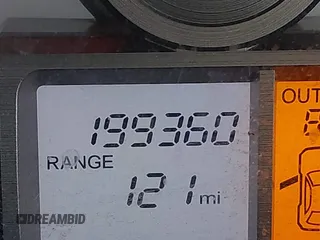 199360
OUT
RANGE
121 mi
DREAMBID